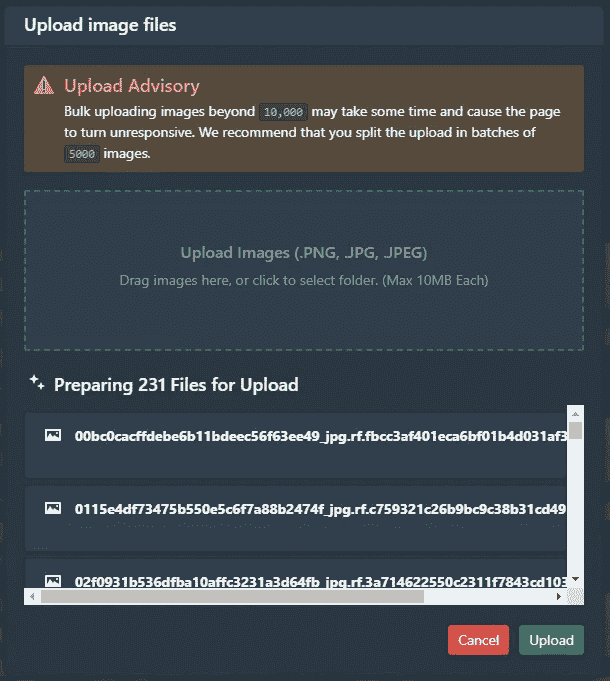 Upload image files
Upload Advisory
Bulk uploading images beyond 10,000 may take some time and cause the page
to turn unresponsive. We recommend that you split the upload in batches of
5000 images.
Upload Images (.PNG, .JPG, .JPEG)
Drag images here, or click to select folder. (Max 10MB Each)
Preparing 231 Files for Upload
00bc0cacffdebe6b11bdeec56f63ee49_jpg.rf.fbcc3af401eca6bf01b4d031af3
0115e4df73475b550e5c6f7a88b2474f_jpg.rf.c759321c26b9bc9c38b31cd49
02f0931b536dfba10affc3231a3d64fb_jpg.rf.3a714622550c2311f7843cd103
Cancel
Upload